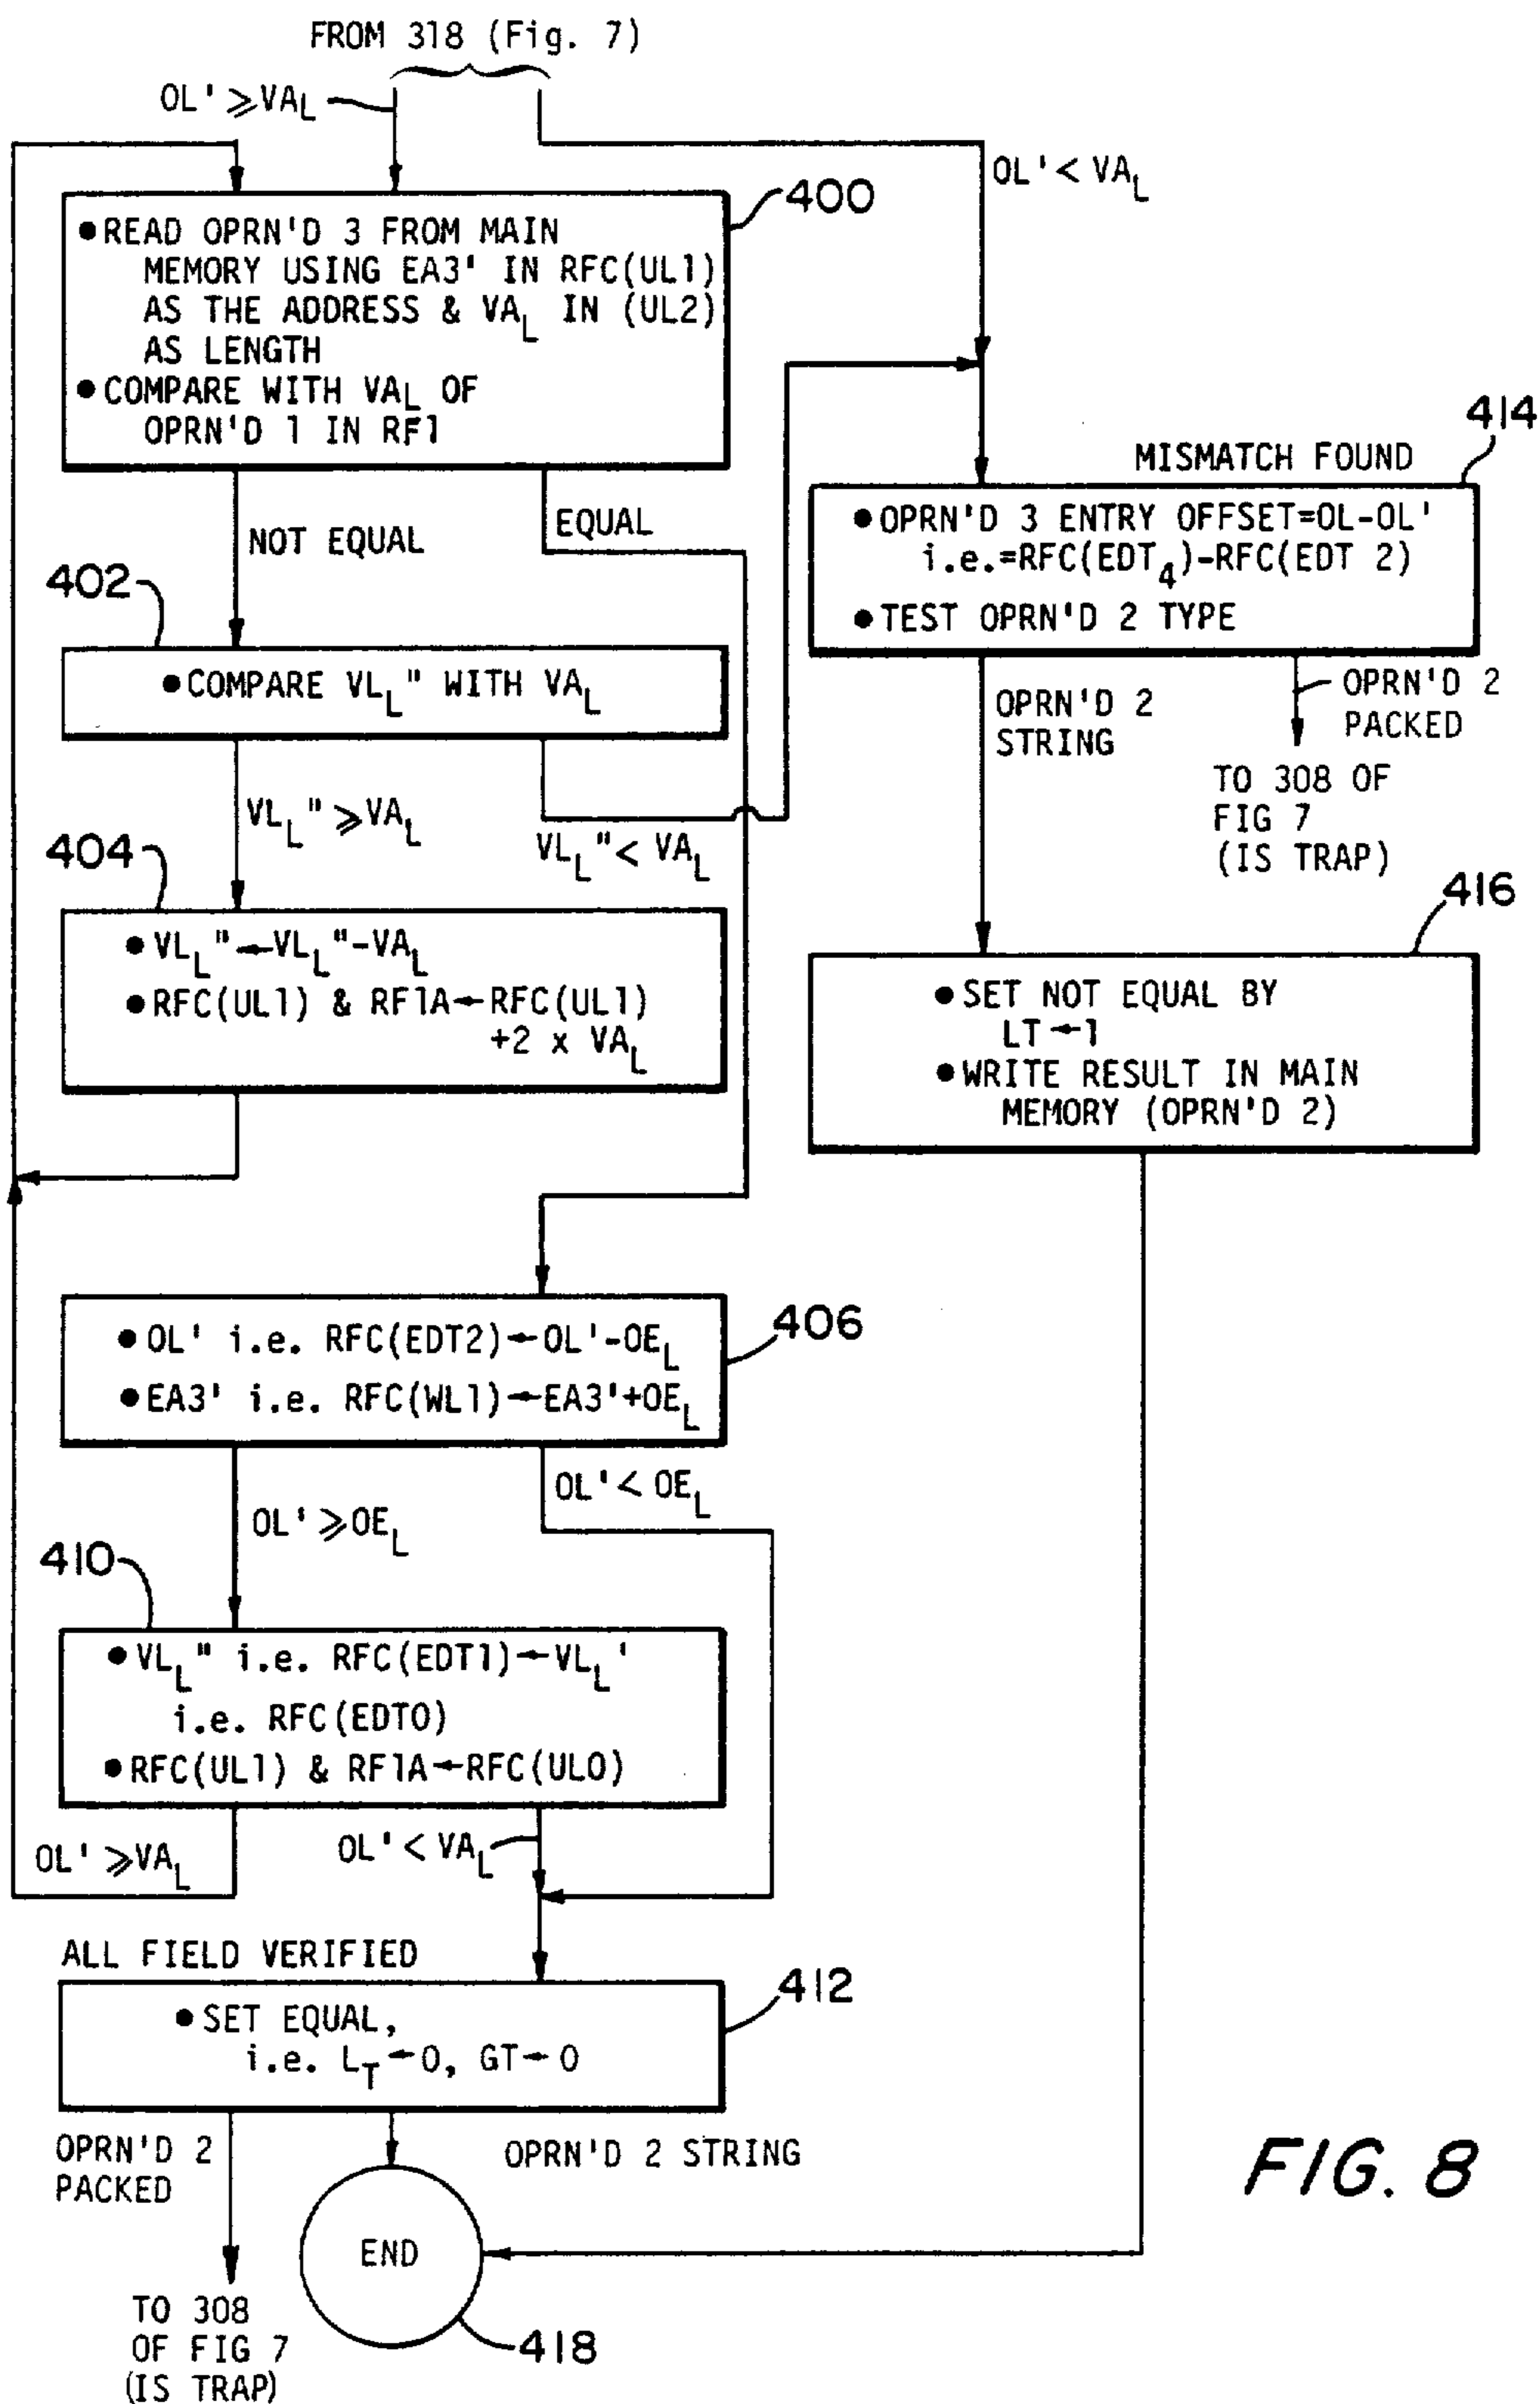 FROM 318 (Fig. 7)
OL' ⩾ VA_L
OL' < VA_L
400
● READ OPRN'D 3 FROM MAIN
MEMORY USING EA3' IN RFC(UL1)
AS THE ADDRESS & VA_L IN (UL2)
AS LENGTH
● COMPARE WITH VA_L OF
OPRN'D 1 IN RF1
NOT EQUAL
EQUAL
402
● COMPARE VL_L" WITH VA_L
VL_L" ⩾ VA_L
VL_L" < VA_L
404
● VL_L" ← VL_L"-VA_L
● RFC(UL1) & RF1A ← RFC(UL1)
+2 x VA_L
414
MISMATCH FOUND
● OPRN'D 3 ENTRY OFFSET=OL-OL'
i.e.=RFC(EDT_4)-RFC(EDT 2)
● TEST OPRN'D 2 TYPE
OPRN'D 2
STRING
OPRN'D 2
PACKED
TO 308 OF
FIG 7
(IS TRAP)
416
● SET NOT EQUAL BY
LT ← 1
● WRITE RESULT IN MAIN
MEMORY (OPRN'D 2)
406
● OL' i.e. RFC(EDT2) ← OL'-OE_L
● EA3' i.e. RFC(WL1) ← EA3'+OE_L
OL' ⩾ OE_L
OL' < OE_L
410
● VL_L" i.e. RFC(EDT1) ← VL_L'
i.e. RFC(EDT0)
● RFC(UL1) & RF1A ← RFC(UL0)
OL' ⩾ VA_L
OL' < VA_L
ALL FIELD VERIFIED
412
● SET EQUAL,
i.e. L_T ← 0, GT ← 0
OPRN'D 2
PACKED
OPRN'D 2 STRING
END
418
TO 308
OF FIG 7
(IS TRAP)
FIG. 8